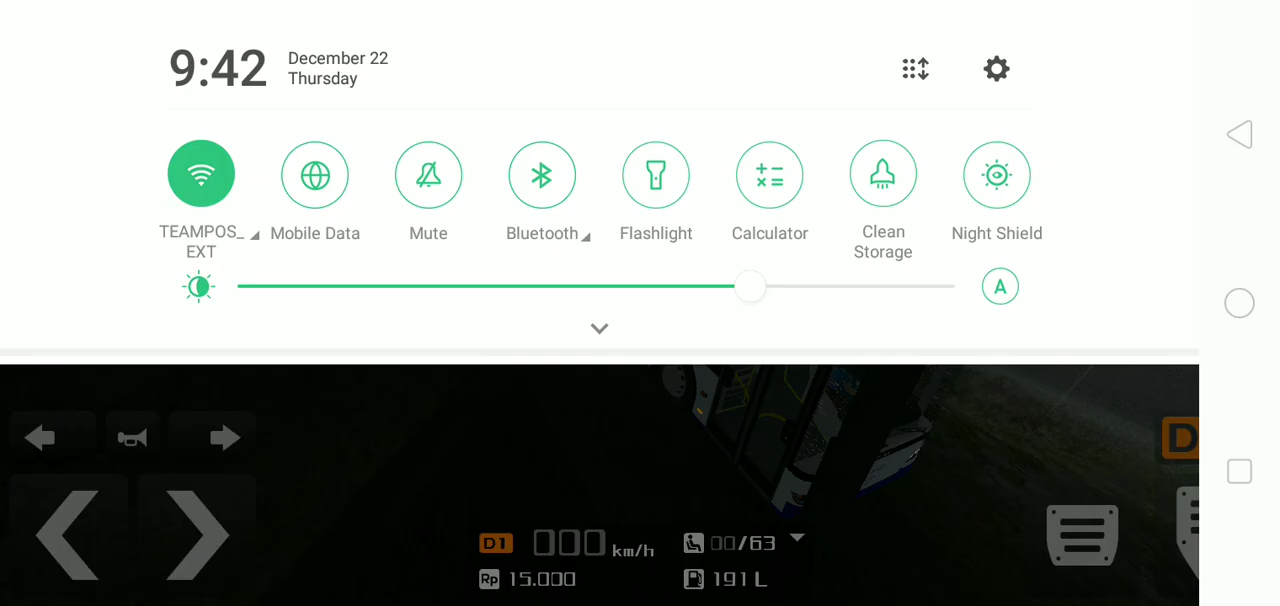 9:42
December 22
Thursday
TEAMPOS_
EXT
Mobile Data
Mute
Bluetooth
Flashlight
Calculator
Clean
Storage
Night Shield
A
D
D1 000 km/h 00/63
Rp 15.000 191 L